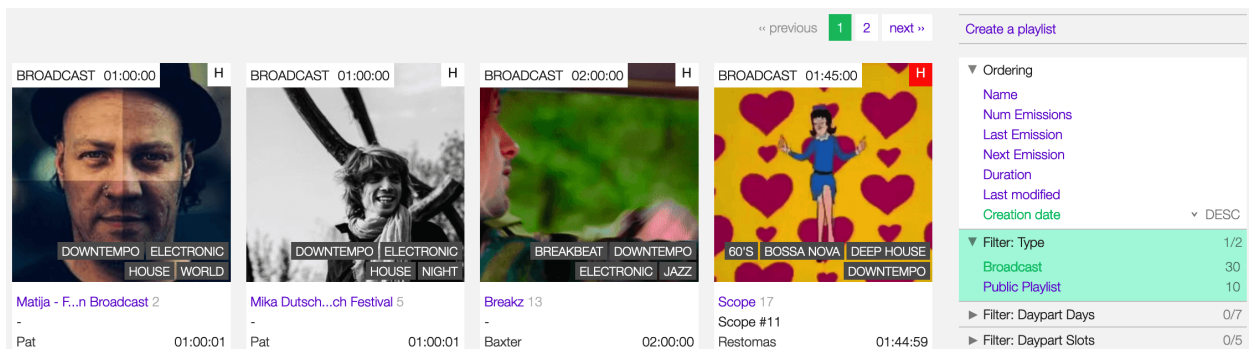 ‹‹ previous 1 2 next ››
Create a playlist
BROADCAST 01:00:00 H
DOWNTEMPO ELECTRONIC
HOUSE WORLD
Matija - F...n Broadcast 2
-
Pat 01:00:01
BROADCAST 01:00:00 H
DOWNTEMPO ELECTRONIC
HOUSE NIGHT
Mika Dutsch...ch Festival 5
-
Pat 01:00:01
BROADCAST 02:00:00 H
BREAKBEAT DOWNTEMPO
ELECTRONIC JAZZ
Breakz 13
-
Baxter 02:00:00
BROADCAST 01:45:00 H
60'S BOSSA NOVA DEEP HOUSE
DOWNTEMPO
Scope 17
Scope #11
Restomas 01:44:59
▼ Ordering
Name
Num Emissions
Last Emission
Next Emission
Duration
Last modified
Creation date ˅ DESC
▼ Filter: Type 1/2
Broadcast 30
Public Playlist 10
▶ Filter: Daypart Days 0/7
▶ Filter: Daypart Slots 0/5